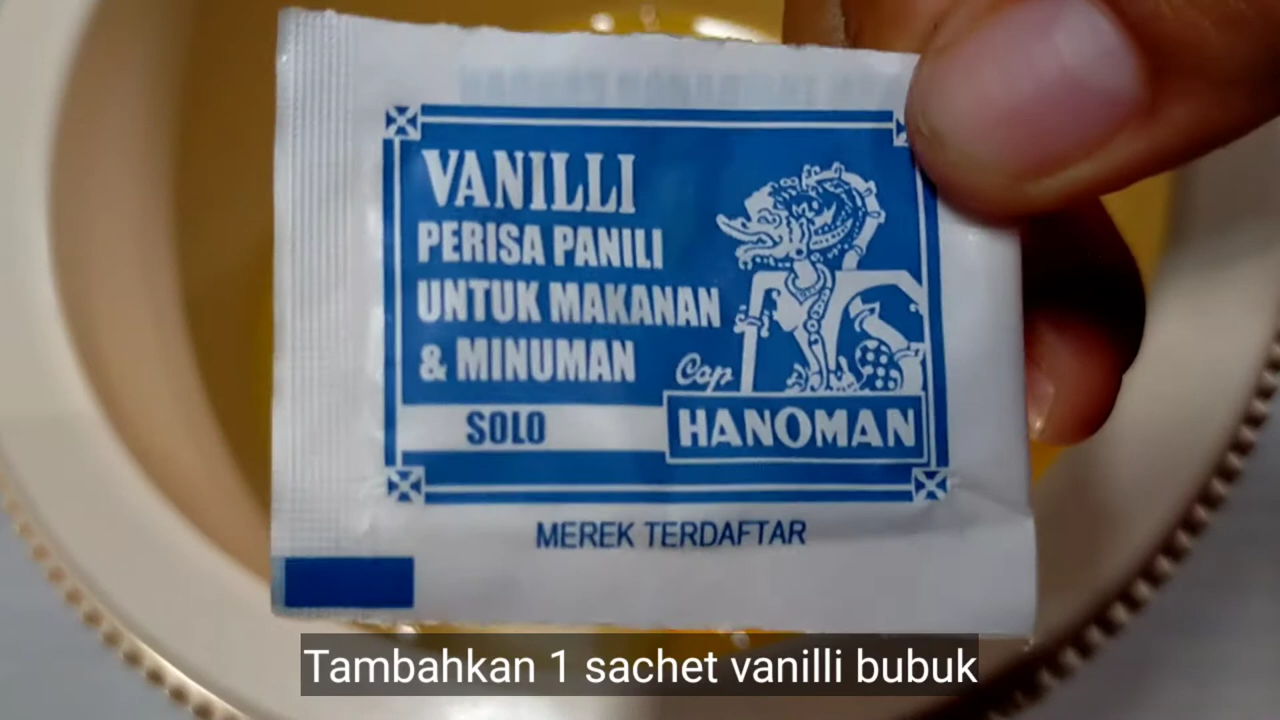 VANILLI
PERISA PANILI
UNTUK MAKANAN
& MINUMAN
Cap
SOLO
HANOMAN
MEREK TERDAFTAR
Tambahkan 1 sachet vanilli bubuk